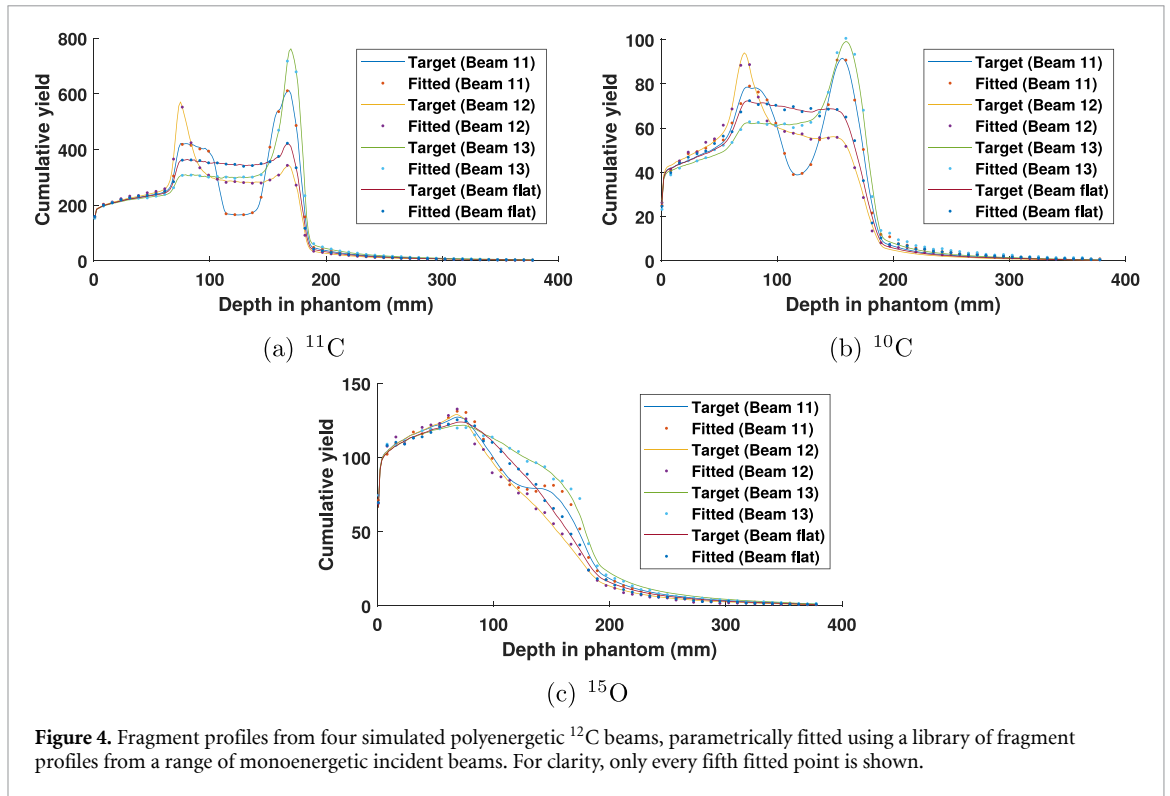 800
600
400
200
0
Cumulative yield
0 100 200 300 400
Depth in phantom (mm)
Target (Beam 11)
Fitted (Beam 11)
Target (Beam 12)
Fitted (Beam 12)
Target (Beam 13)
Fitted (Beam 13)
Target (Beam flat)
Fitted (Beam flat)
(a) ¹¹C
100
80
60
40
20
0
Cumulative yield
0 100 200 300 400
Depth in phantom (mm)
Target (Beam 11)
Fitted (Beam 11)
Target (Beam 12)
Fitted (Beam 12)
Target (Beam 13)
Fitted (Beam 13)
Target (Beam flat)
Fitted (Beam flat)
(b) ¹⁰C
150
100
50
0
Cumulative yield
0 100 200 300 400
Depth in phantom (mm)
Target (Beam 11)
Fitted (Beam 11)
Target (Beam 12)
Fitted (Beam 12)
Target (Beam 13)
Fitted (Beam 13)
Target (Beam flat)
Fitted (Beam flat)
(c) ¹⁵O
Figure 4. Fragment profiles from four simulated polyenergetic ¹²C beams, parametrically fitted using a library of fragment
profiles from a range of monoenergetic incident beams. For clarity, only every fifth fitted point is shown.